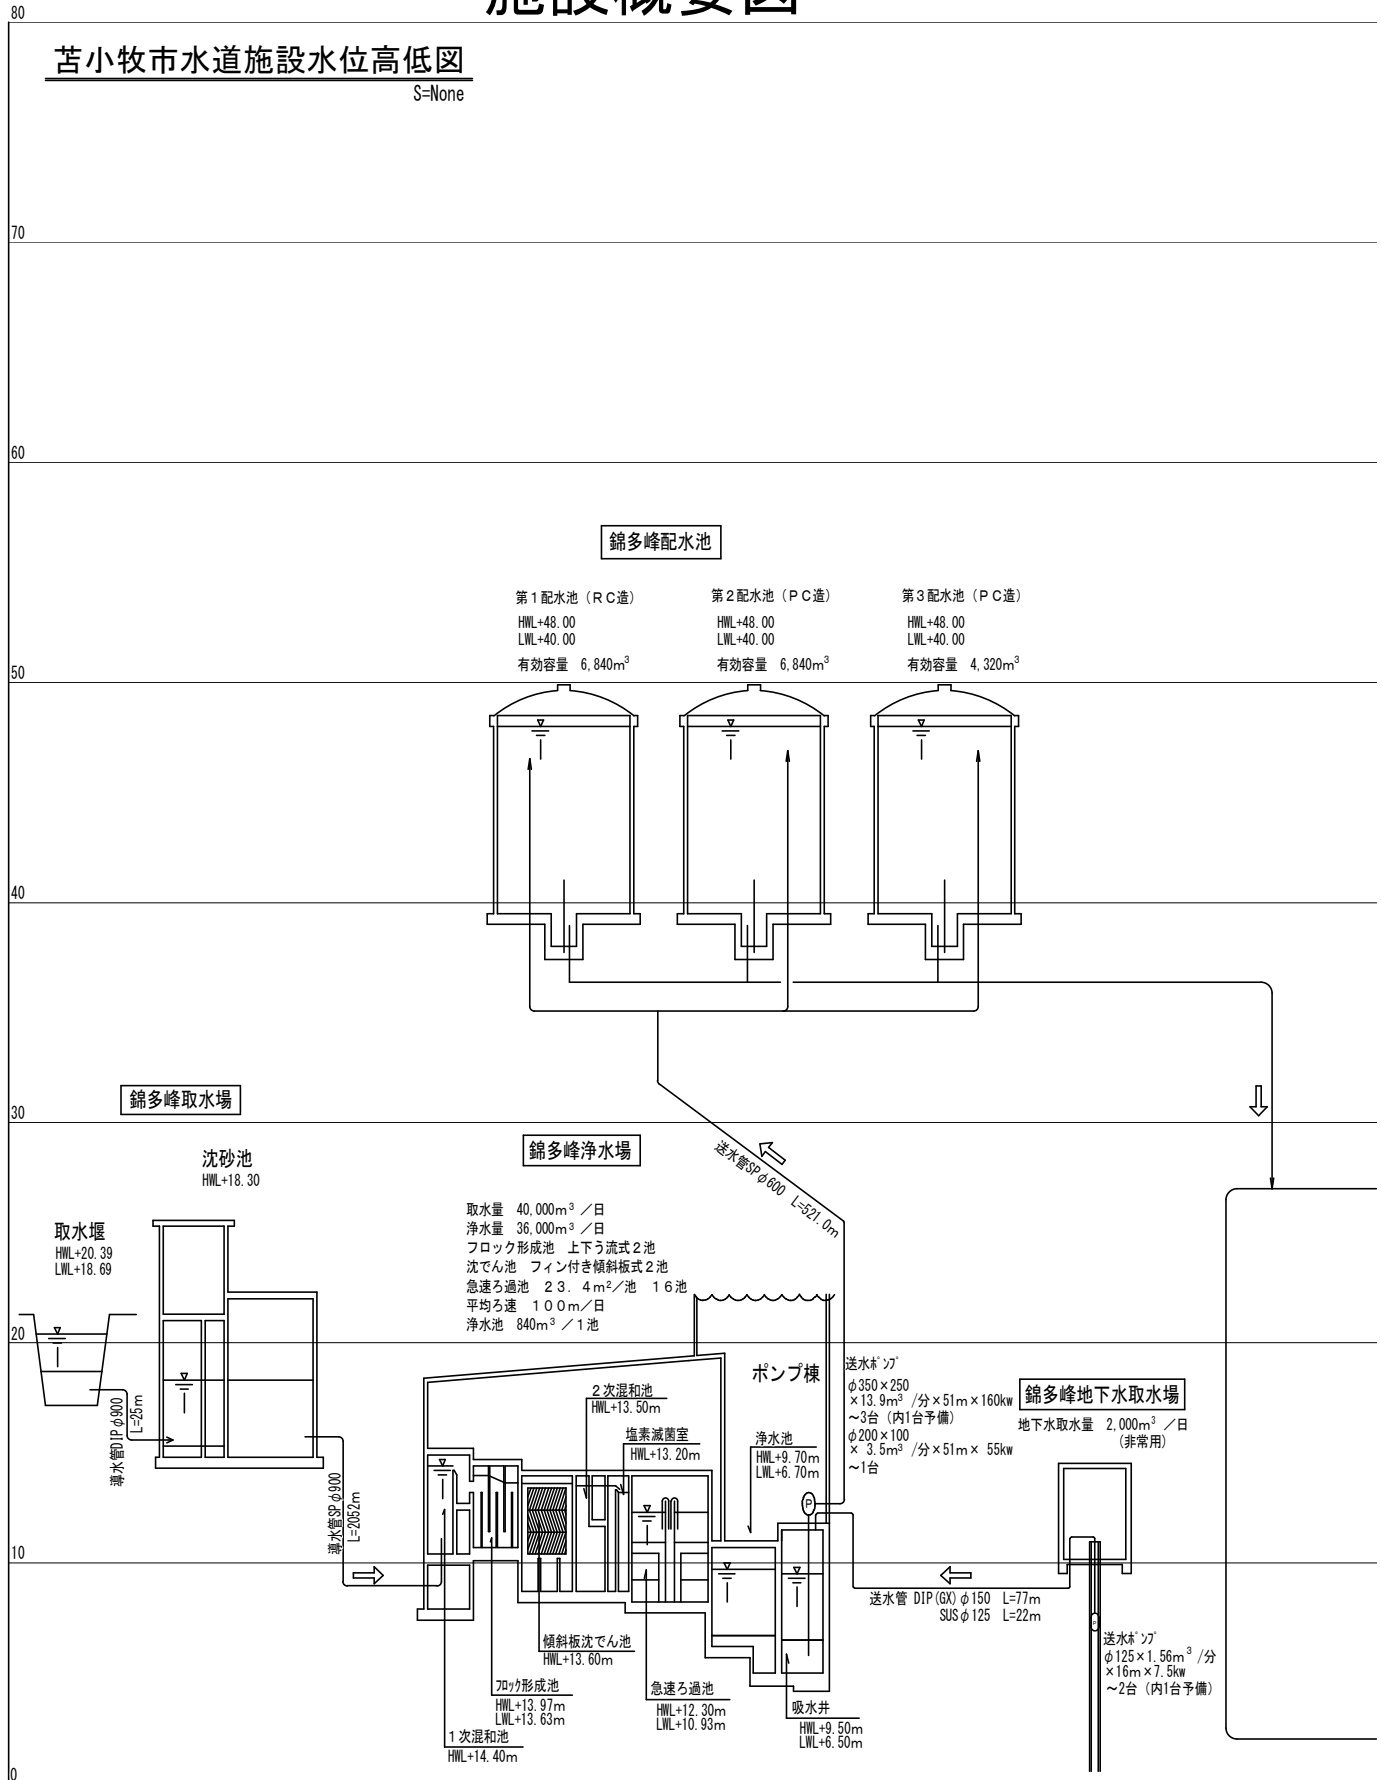 施設概要図
80
苫小牧市水道施設水位高低図
S=None
70
60
錦多峰配水池
第1配水池（RC造）
HWL+48.00
LWL+40.00
有効容量 6,840m³
第2配水池（PC造）
HWL+48.00
LWL+40.00
有効容量 6,840m³
第3配水池（PC造）
HWL+48.00
LWL+40.00
有効容量 4,320m³
50
40
錦多峰取水場
30
沈砂池
HWL+18.30
取水堰
HWL+20.39
LWL+18.69
錦多峰浄水場
取水量 40,000m³／日
浄水量 36,000m³／日
フロック形成池 上下う流式2池
沈でん池 フィン付き傾斜板式2池
急速ろ過池 23.4m²／池 16池
平均ろ速 100m／日
浄水池 840m³／1池
送水管SPφ600 L=521.0m
20
導水管DIPφ900
L=25m
導水管SPφ900
L=2052m
ポンプ棟
送水ﾎﾟﾝﾌﾟ
φ350×250
×13.9m³/分×51m×160kw
～3台（内1台予備）
φ200×100
× 3.5m³/分×51m× 55kw
～1台
錦多峰地下水取水場
地下水取水量 2,000m³／日
（非常用）
2次混和池
HWL+13.50m
塩素滅菌室
HWL+13.20m
浄水池
HWL+9.70m
LWL+6.70m
P
10
送水管 DIP(GX)φ150 L=77m
SUSφ125 L=22m
P
送水ﾎﾟﾝﾌﾟ
φ125×1.56m³/分
×16m×7.5kw
～2台（内1台予備）
傾斜板沈でん池
HWL+13.60m
ﾌﾛｯｸ形成池
HWL+13.97m
LWL+13.63m
1次混和池
HWL+14.40m
急速ろ過池
HWL+12.30m
LWL+10.93m
吸水井
HWL+9.50m
LWL+6.50m
0